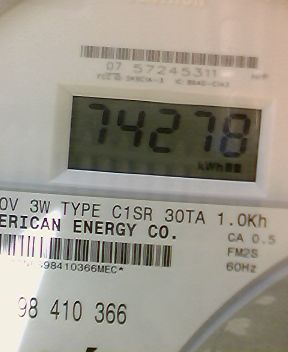 07 57245311
74278
kWh
0V 3W TYPE C1SR 30TA 1.0Kh
ERICAN ENERGY CO.
CA 0.5
FM2S
60Hz
98410366MEC*
98 410 366